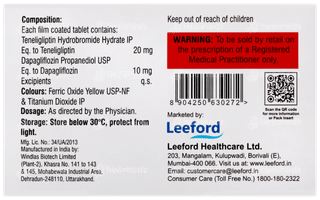 Composition:
Each film coated tablet contains:
Teneligliptin Hydrobromide Hydrate IP
Eq. to Teneligliptin 20 mg
Dapagliflozin Propanediol USP
Eq. to Dapagliflozin 10 mg
Excipients q.s.
Colours: Ferric Oxide Yellow USP-NF
& Titanium Dioxide IP
Dosage: As directed by the Physician.
Storage: Store below 30°C, protect from
light.
Mfg. Lic. No.: 34/UA/2013
Manufactured in India by:
Windlas Biotech Limited
(Plant-2), Khasra No. 141 to 143
& 145, Mohabewala Industrial Area,
Dehradun-248110, Uttarakhand.
Keep out of reach of children.
WARNING: To be sold by retail on
the prescription of a Registered
Medical Practitioner only.
8 904250 630272 >
Scan the QR Code
for more information
or Pack Insert
Marketed by:
Leeford
Leeford Healthcare Ltd.
203, Mangalam, Kulupwadi, Borivali (E),
Mumbai-400 066. Visit us at www.leeford.in
Email: customercare@leeford.in
Consumer Care (Toll Free No.) 1800-180-2322